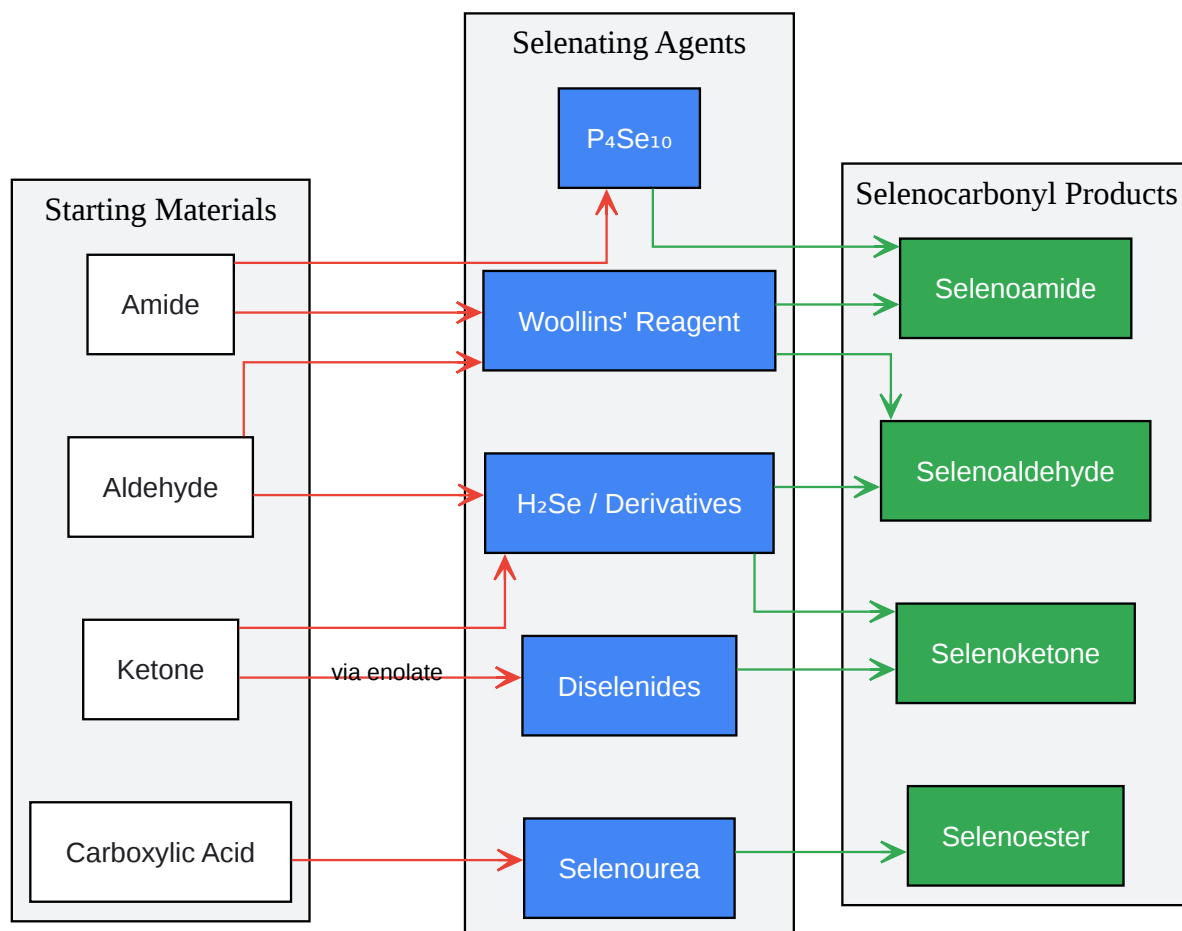 Starting Materials
Amide
Aldehyde
Ketone
Carboxylic Acid
via enolate
Selenating Agents
P₄Se₁₀
Woollins' Reagent
H₂Se / Derivatives
Diselenides
Selenourea
Selenocarbonyl Products
Selenoamide
Selenoaldehyde
Selenoketone
Selenoester